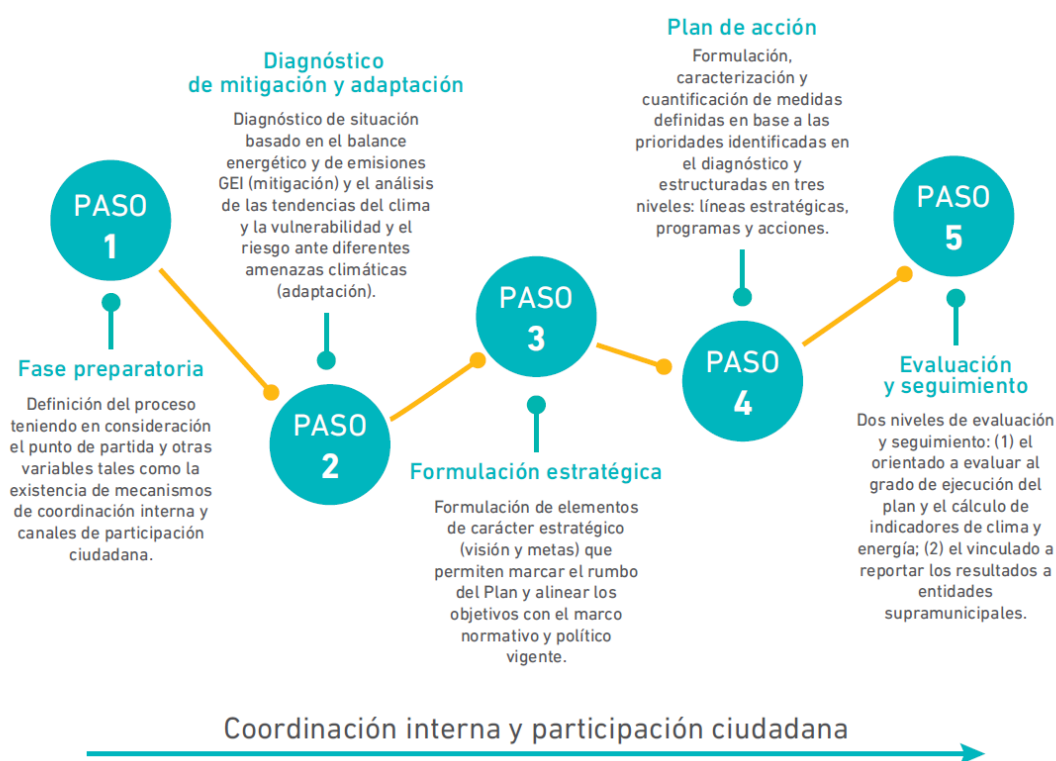 PASO
1
Fase preparatoria
Definición del proceso
teniendo en consideración
el punto de partida y otras
variables tales como la
existencia de mecanismos
de coordinación interna y
canales de participación
ciudadana.
Diagnóstico
de mitigación y adaptación
Diagnóstico de situación
basado en el balance
energético y de emisiones
GEI (mitigación) y el análisis
de las tendencias del clima
y la vulnerabilidad y el
riesgo ante diferentes
amenazas climáticas
(adaptación).
PASO
2
PASO
3
Formulación estratégica
Formulación de elementos
de carácter estratégico
(visión y metas) que
permiten marcar el rumbo
del Plan y alinear los
objetivos con el marco
normativo y político
vigente.
Plan de acción
Formulación,
caracterización y
cuantificación de medidas
definidas en base a las
prioridades identificadas en
el diagnóstico y
estructuradas en tres
niveles: líneas estratégicas,
programas y acciones.
PASO
4
PASO
5
Evaluación
y seguimiento
Dos niveles de evaluación
y seguimiento: (1) el
orientado a evaluar al
grado de ejecución del
plan y el cálculo de
indicadores de clima y
energía; (2) el vinculado a
reportar los resultados a
entidades
supramunicipales.
Coordinación interna y participación ciudadana